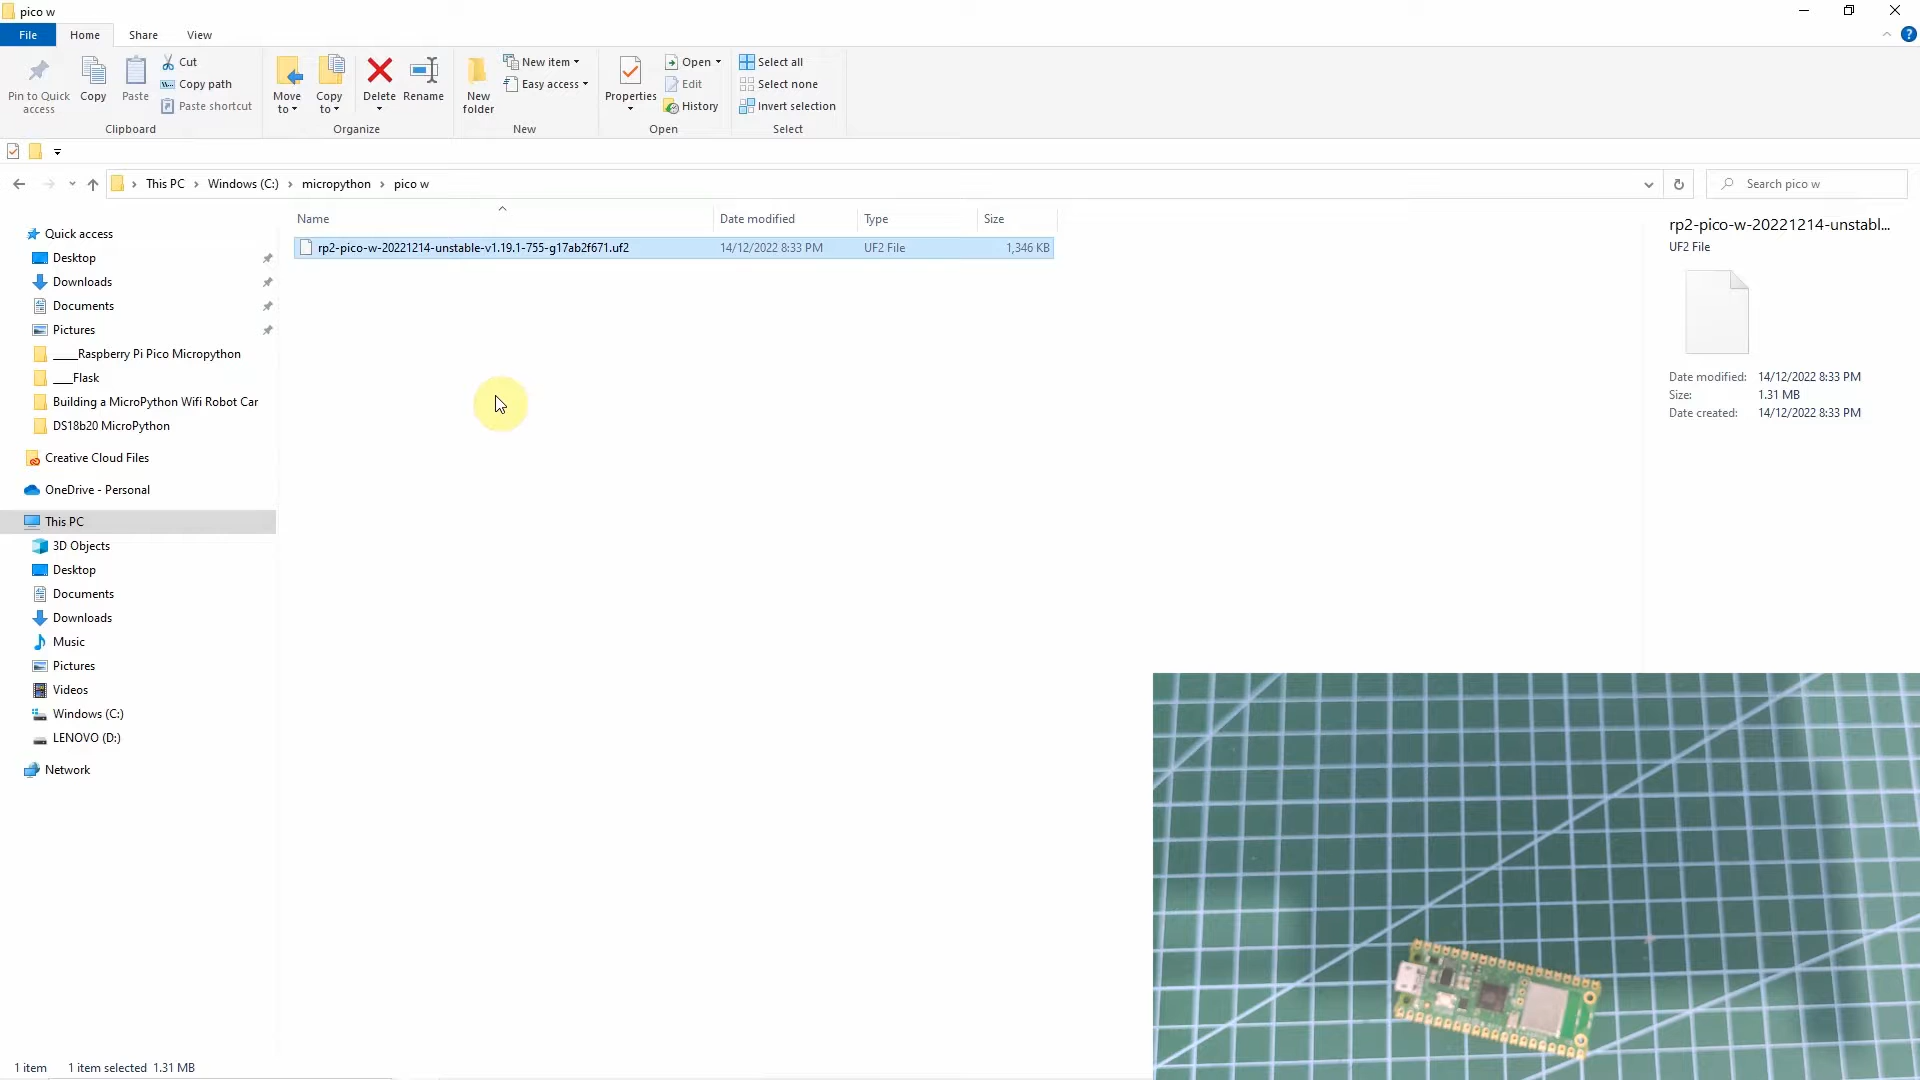 pico w
File Home Share View
Pin to Quick access
Copy
Paste
Cut
Copy path
Paste shortcut
Clipboard
Move to
Copy to
Delete
Rename
Organize
New folder
New item
Easy access
New
Properties
Open
Edit
History
Open
Select all
Select none
Invert selection
Select
This PC > Windows (C:) > micropython > pico w
Search pico w
Name Date modified Type Size
rp2-pico-w-20221214-unstable-v1.19.1-755-g17ab2f671.uf2 14/12/2022 8:33 PM UF2 File 1,346 KB
Quick access
Desktop
Downloads
Documents
Pictures
____Raspberry Pi Pico Micropython
___Flask
Building a MicroPython Wifi Robot Car
DS18b20 MicroPython
Creative Cloud Files
OneDrive - Personal
This PC
3D Objects
Desktop
Documents
Downloads
Music
Pictures
Videos
Windows (C:)
LENOVO (D:)
Network
rp2-pico-w-20221214-unstabl...
UF2 File
Date modified: 14/12/2022 8:33 PM
Size: 1.31 MB
Date created: 14/12/2022 8:33 PM
1 item 1 item selected 1.31 MB